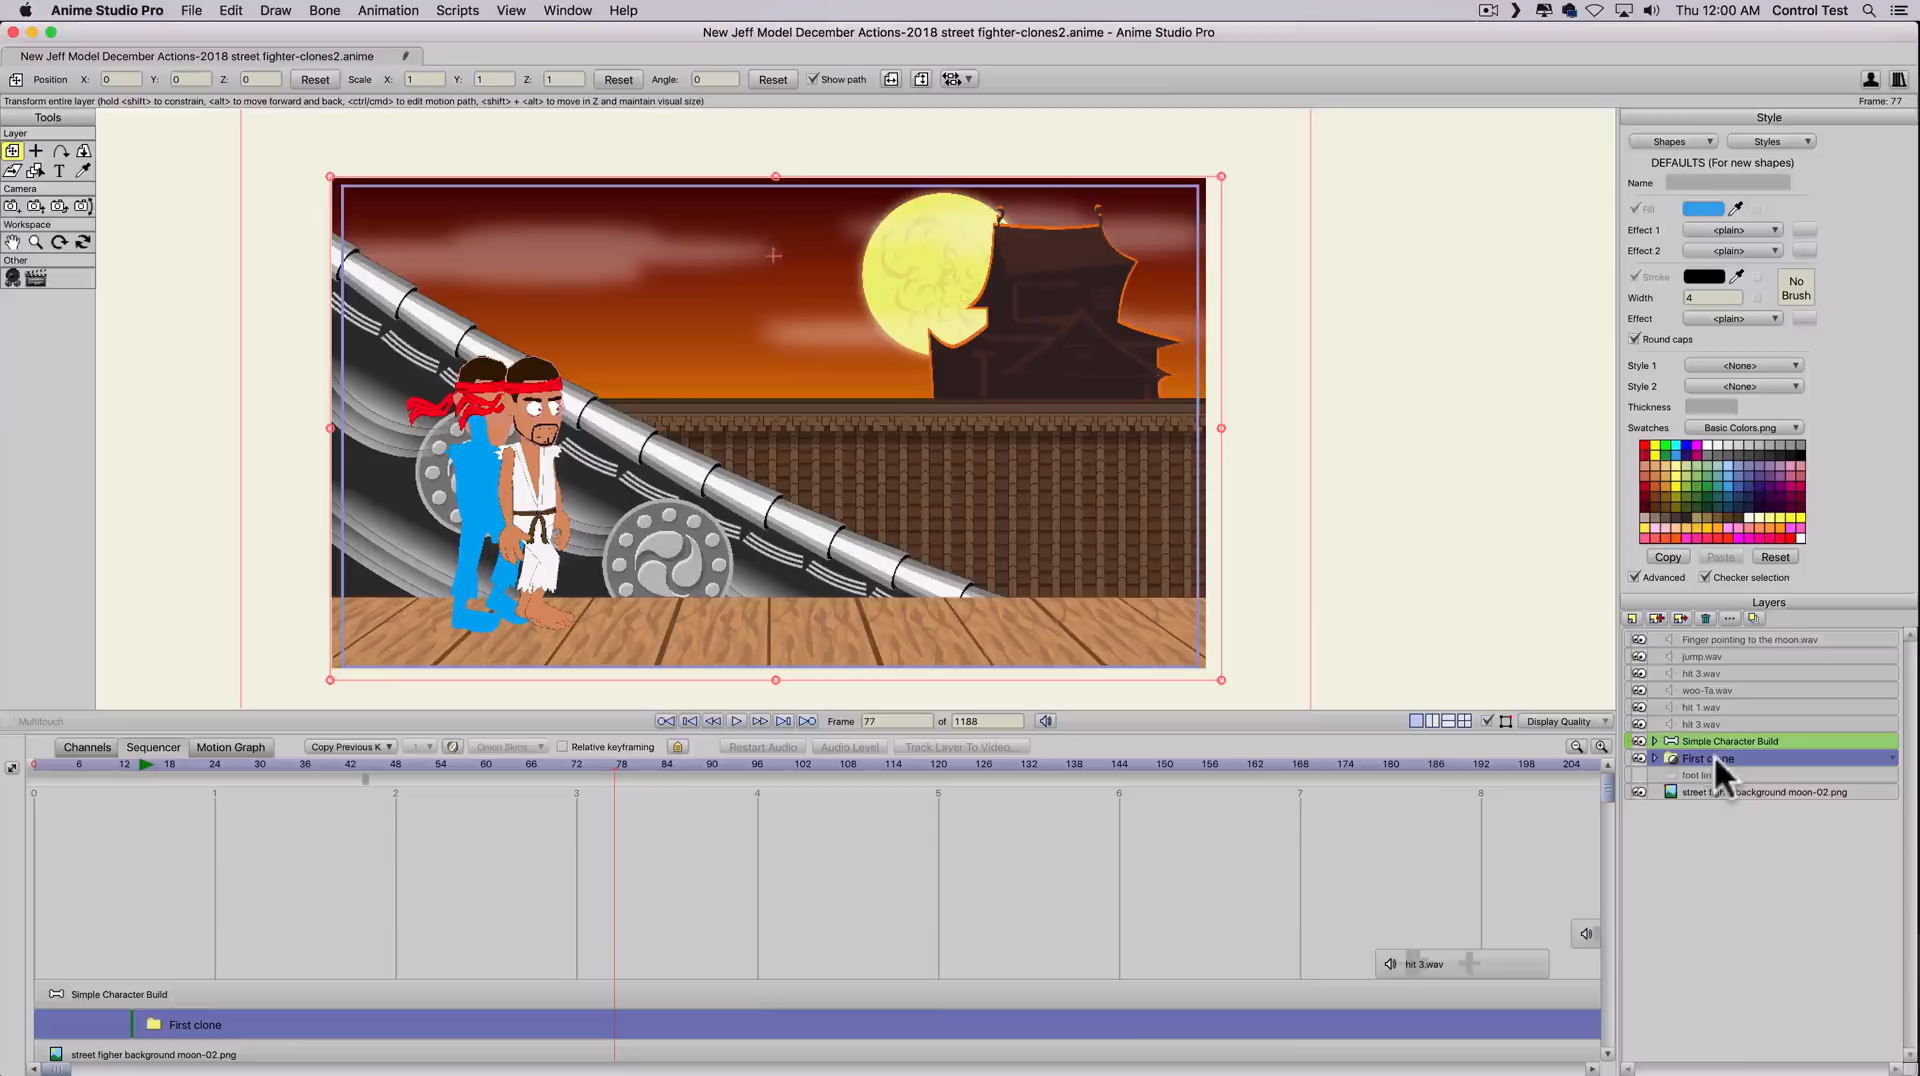 Anime Studio Pro File Edit Draw Bone Animation Scripts View Window Help Thu 12:00 AM Control Test
New Jeff Model December Actions-2018 street fighter-clones2.anime - Anime Studio Pro
New Jeff Model December Actions-2018 street fighter-clones2.anime
Position X: 0 Y: 0 Z: 0 Reset Scale X: 1 Y: 1 Z: 1 Reset Angle: 0 Reset Show path
Transform entire layer (hold <shift> to constrain, <alt> to move forward and back, <ctrl/cmd> to edit motion path, <shift> + <alt> to move in Z and maintain visual size) Frame: 77
Tools
Layer
T
Camera
Workspace
Other
Style
Shapes Styles
DEFAULTS (For new shapes)
Name
Fill
Effect 1 <plain>
Effect 2 <plain>
Stroke
No
Brush
Width 4
Effect <plain>
Round caps
Style 1 <None>
Style 2 <None>
Thickness
Swatches Basic Colors.png
Copy Paste Reset
Advanced Checker selection
Layers
Finger pointing to the moon.wav
jump.wav
hit 3.wav
woo-Ta.wav
hit 1.wav
hit 3.wav
Simple Character Build
First
foot
street background moon-02.png
Multitouch Frame 77 of 1188 Display Quality
Channels Sequencer Motion Graph Copy Previous K 1 Onion Skins Relative keyframing Restart Audio Audio Level Track Layer To Video...
0 6 12 18 24 30 36 42 48 54 60 66 72 78 84 90 96 102 108 114 120 126 132 138 144 150 156 162 168 174 180 186 192 198 204
0 1 2 3 4 5 6 7 8
hit 3.wav
Simple Character Build
First clone
street figher background moon-02.png